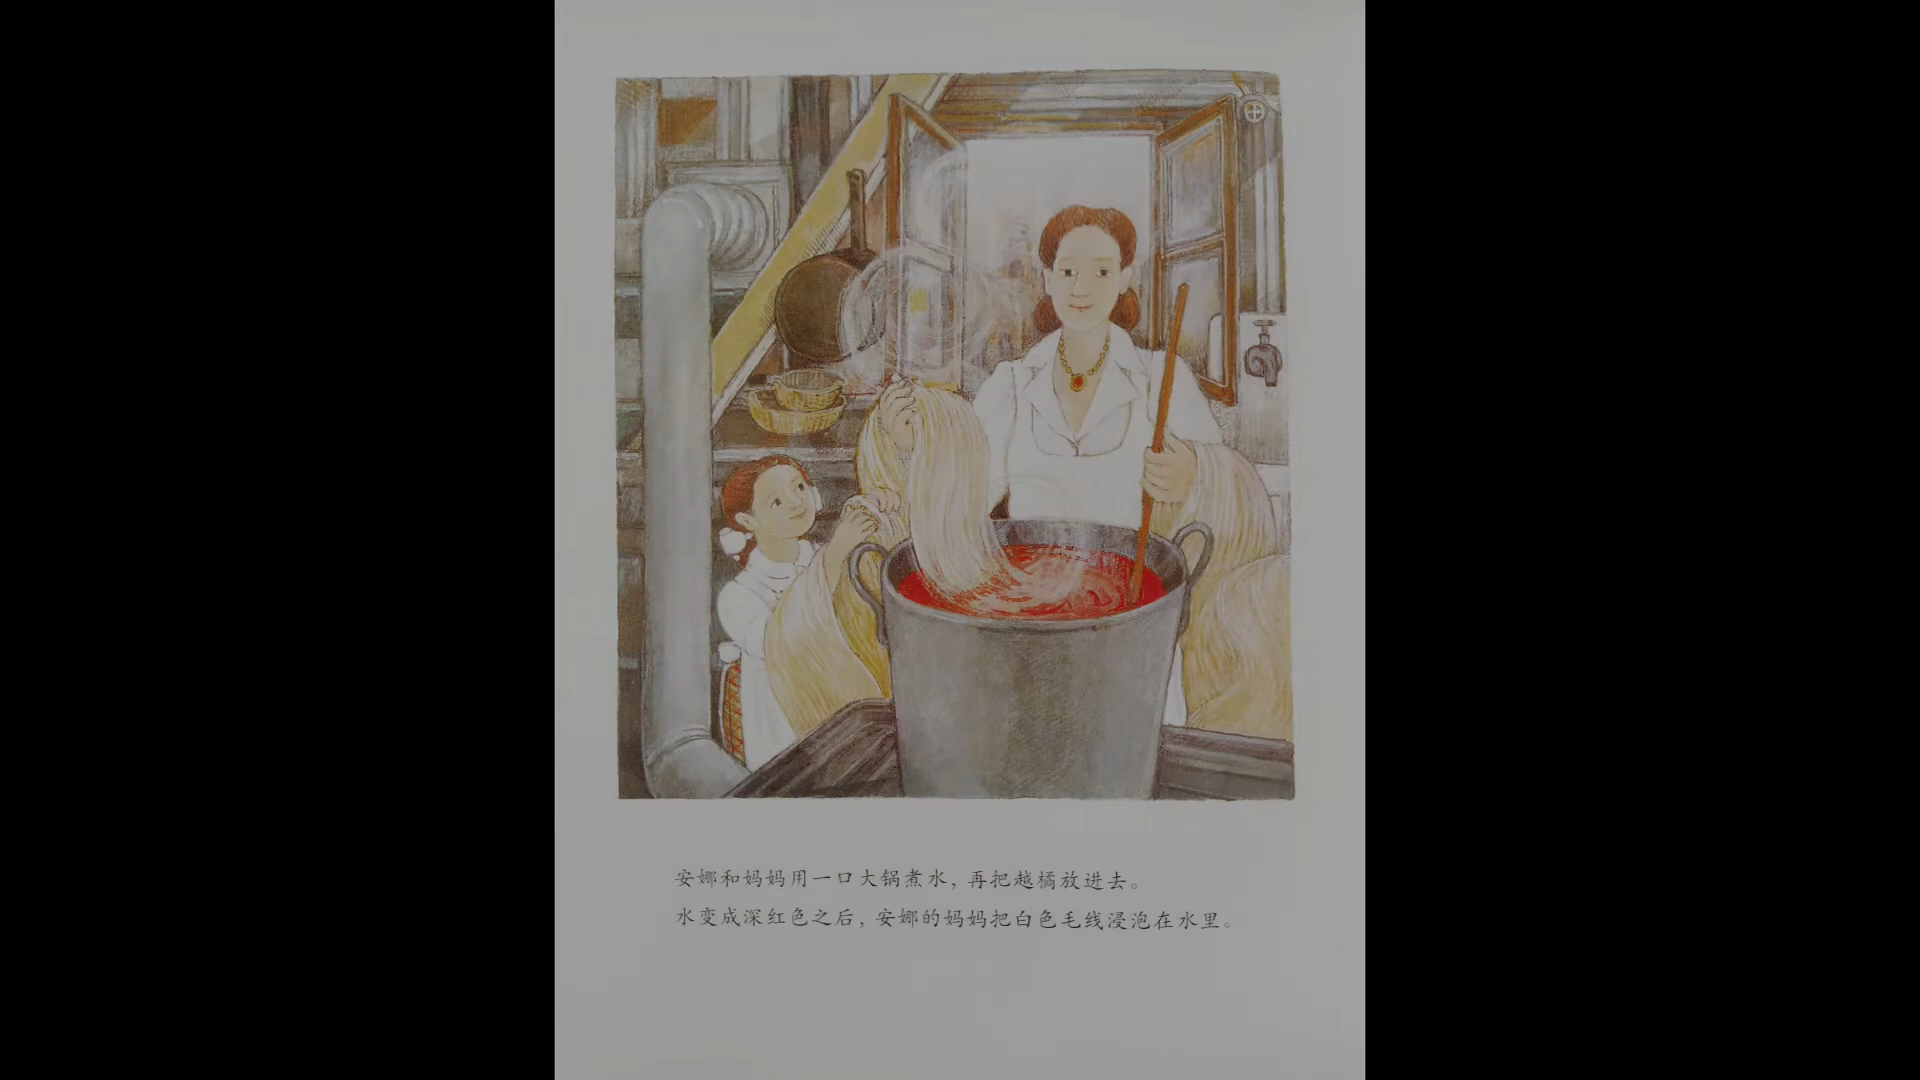 安娜和妈妈用一口大锅煮水，再把越橘放进去。
水变成深红色之后，安娜的妈妈把白色毛线浸泡在水里。